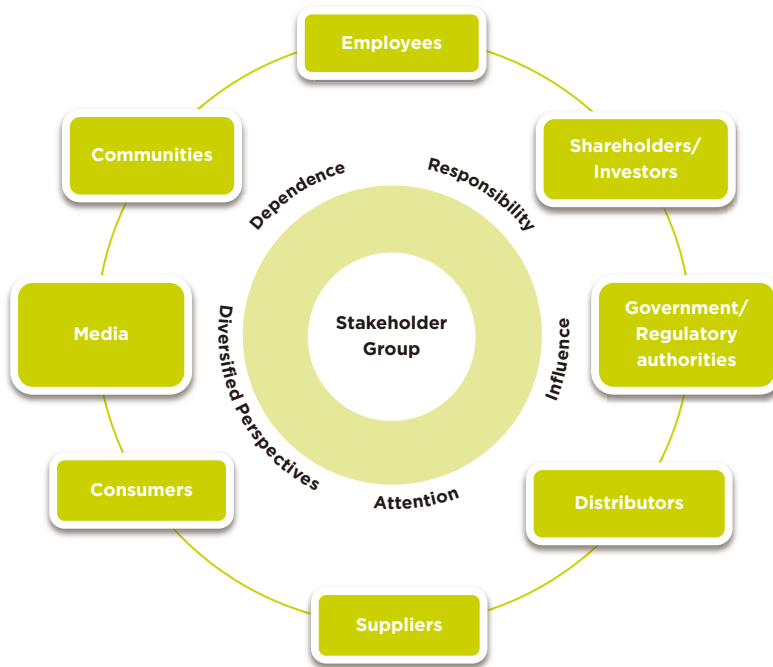 Employees
Communities
Shareholders/
Investors
Dependence
Responsibility
Media
Stakeholder
Group
Government/
Regulatory
authorities
Diversified Perspectives
Influence
Consumers
Attention
Distributors
Suppliers